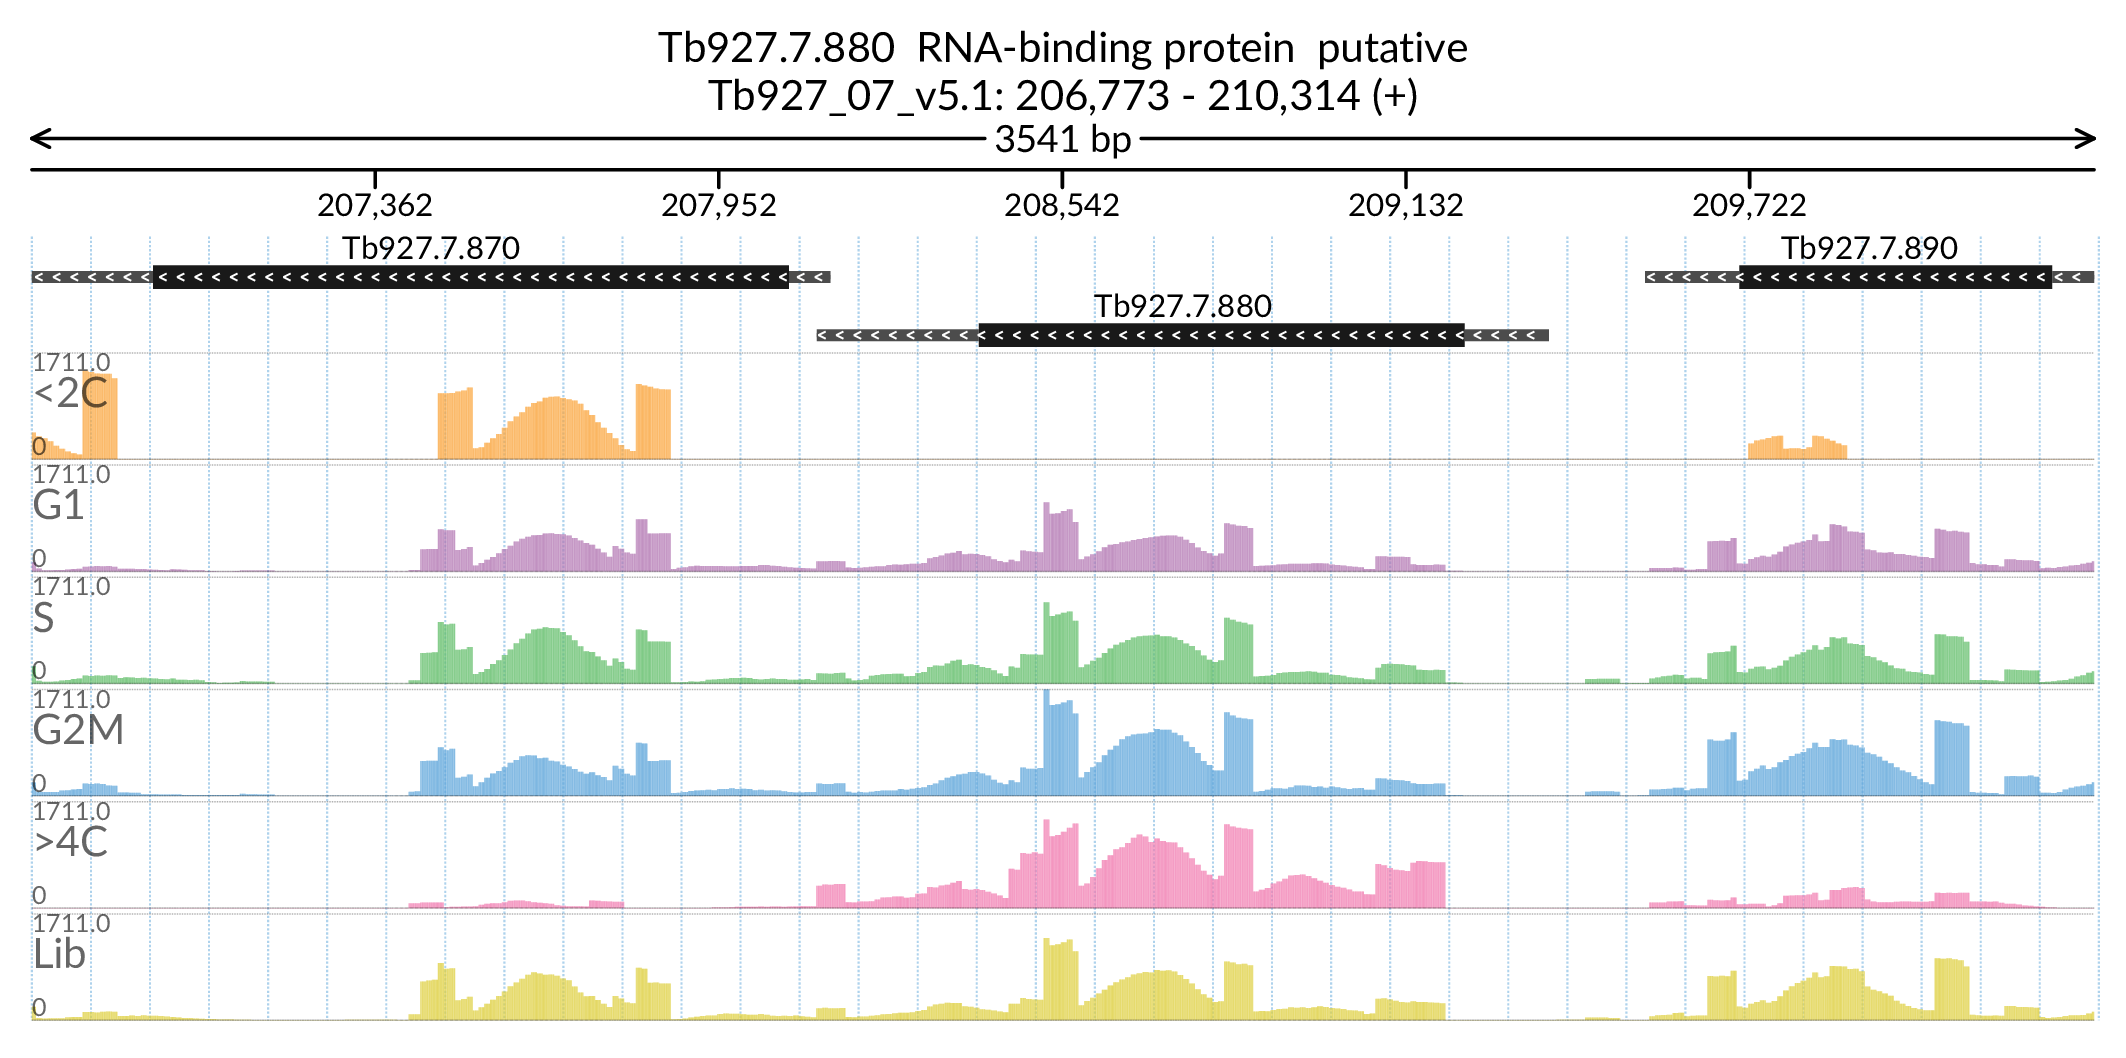 Tb927.7.880 RNA-binding protein putative
Tb927_07_v5.1: 206,773 - 210,314 (+)
3541 bp
207,362 207,952 208,542 209,132 209,722
Tb927.7.870 Tb927.7.890
Tb927.7.880
1711.0
<2C
0
1711.0
G1
0
1711.0
S
0
1711.0
G2M
0
1711.0
>4C
0
1711.0
Lib
0